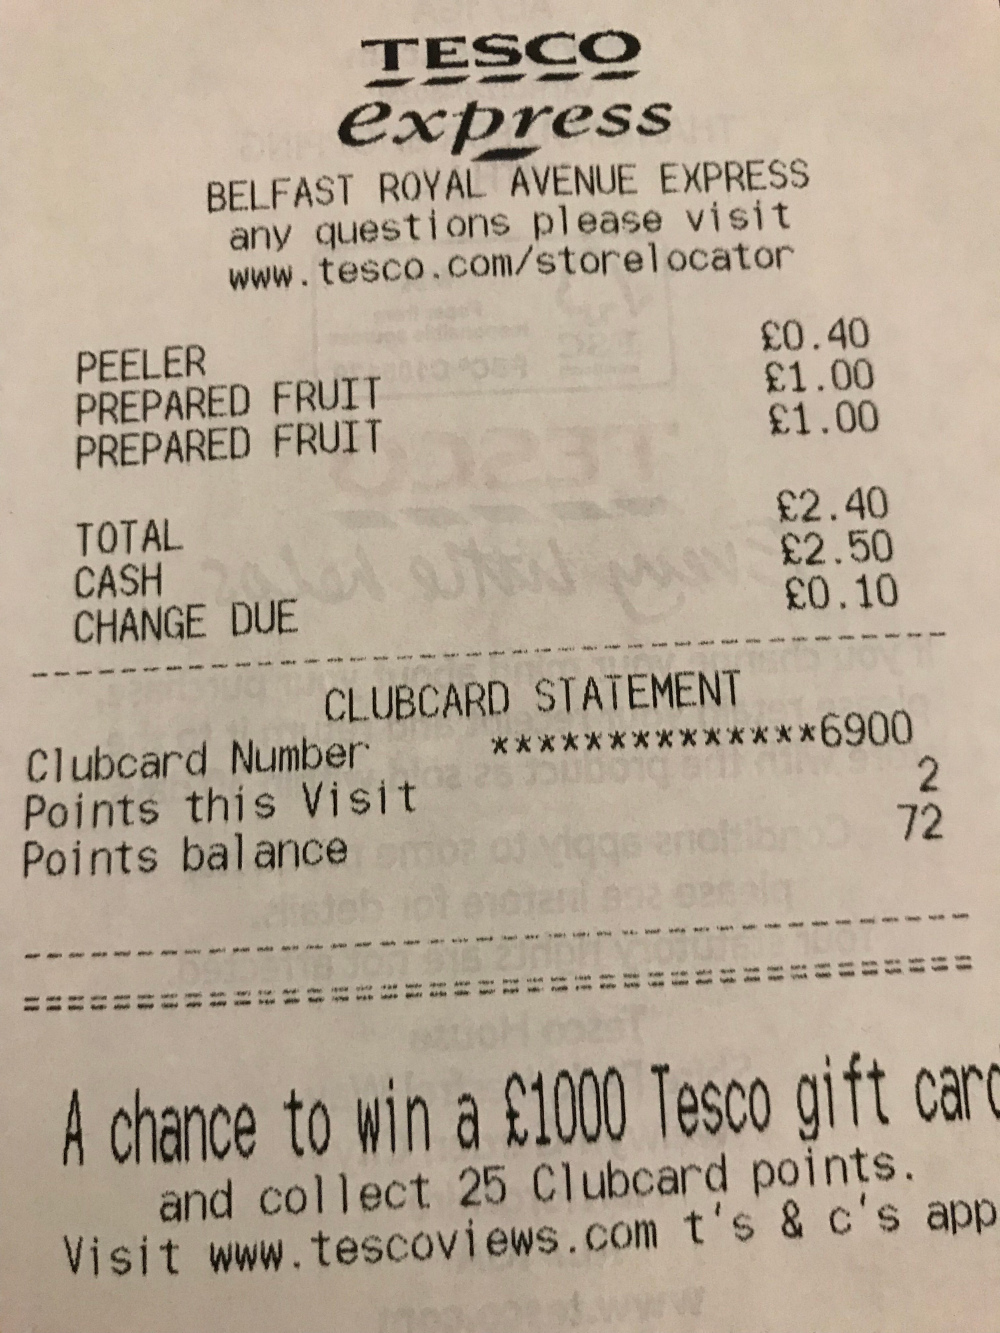 TESCO
express
BELFAST ROYAL AVENUE EXPRESS
any questions please visit
www.tesco.com/storelocator
PEELER £0.40
PREPARED FRUIT £1.00
PREPARED FRUIT £1.00
TOTAL £2.40
CASH £2.50
CHANGE DUE £0.10
CLUBCARD STATEMENT
Clubcard Number **************6900
Points this Visit 2
Points balance 72
A chance to win a £1000 Tesco gift card
and collect 25 Clubcard points.
Visit www.tescoviews.com t's & c's app